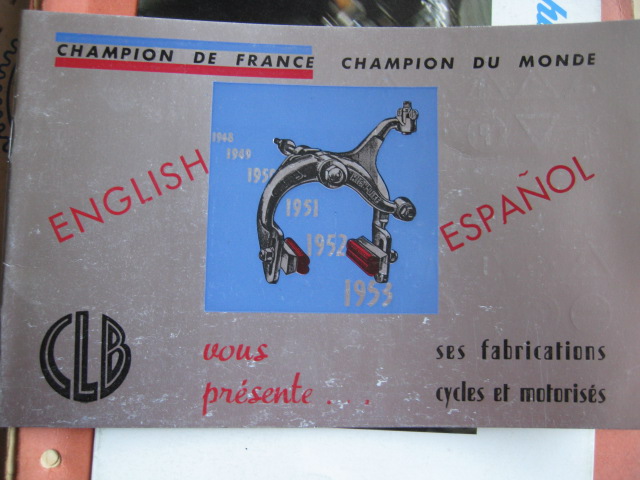 CHAMPION DE FRANCE CHAMPION DU MONDE
ENGLISH
ESPAÑOL
1948
1949
1950
1951
1952
1953
CLB
vous
présente . . .
ses fabrications
cycles et motorisés